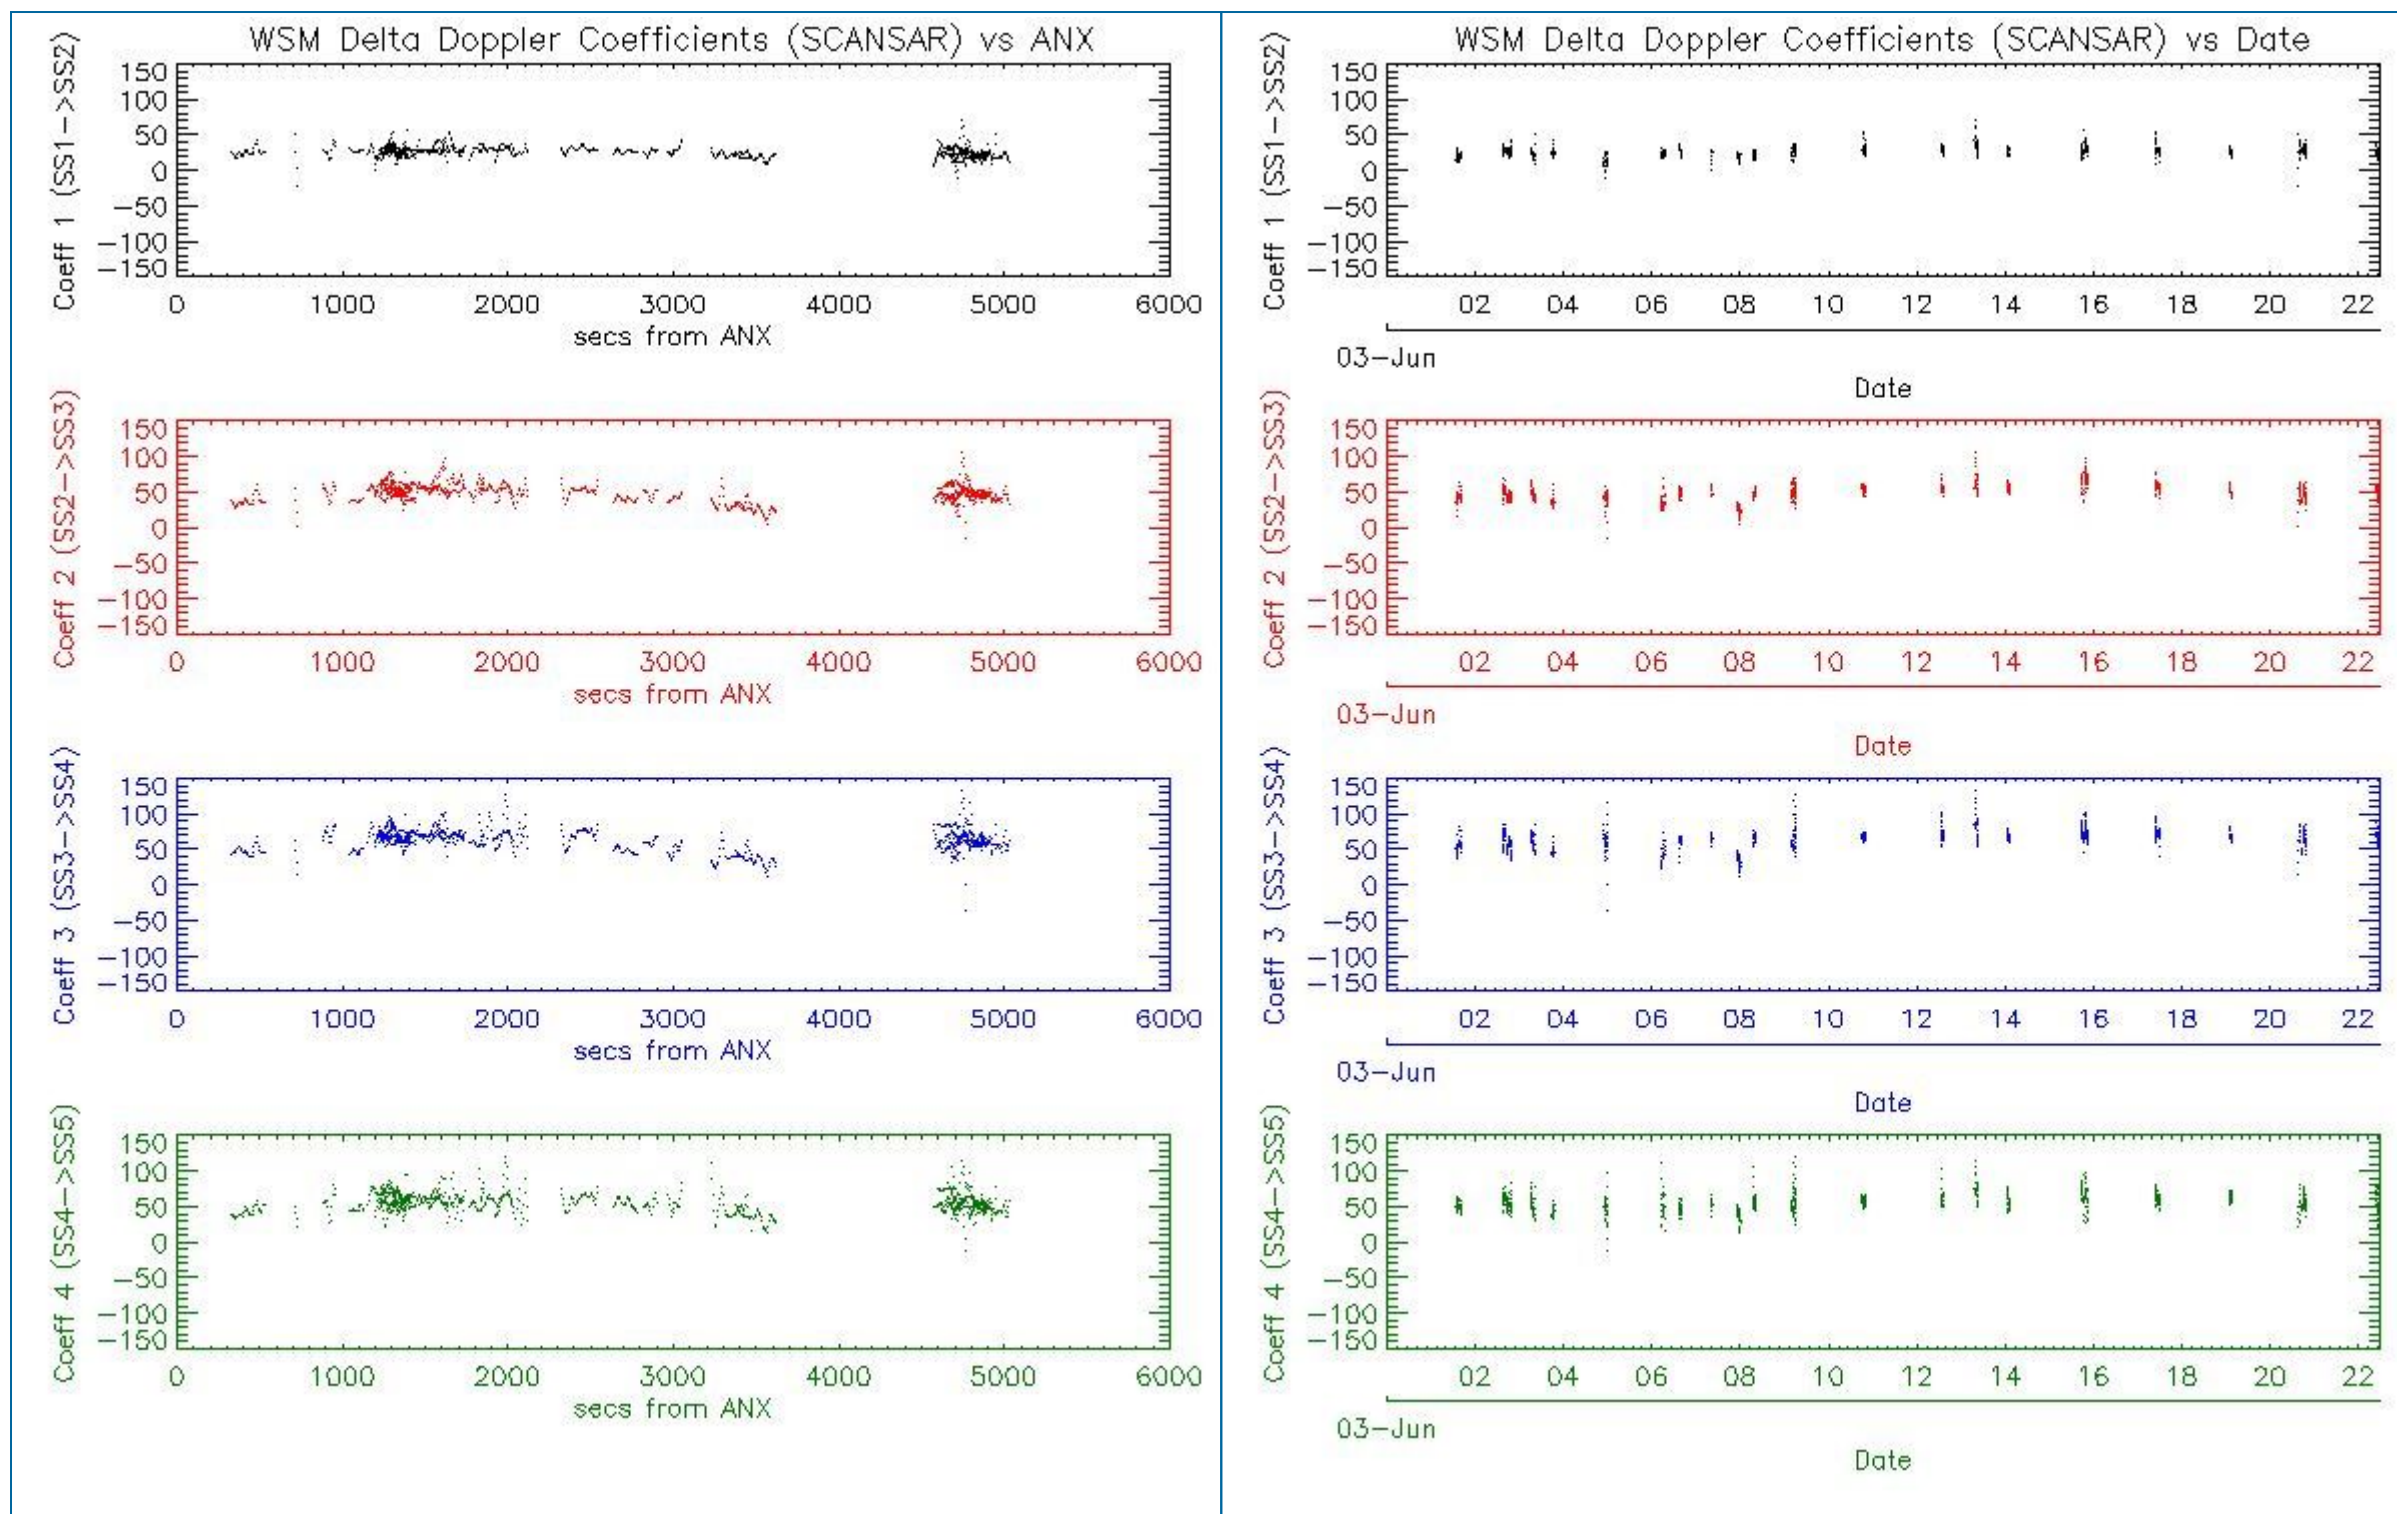 WSM Delta Doppler Coefficients (SCANSAR) vs ANX
Coeff 1 (SS1->SS2)
150
100
50
0
-50
-100
-150
0 1000 2000 3000 4000 5000 6000
secs from ANX
Coeff 2 (SS2->SS3)
150
100
50
0
-50
-100
-150
0 1000 2000 3000 4000 5000 6000
secs from ANX
Coeff 3 (SS3->SS4)
150
100
50
0
-50
-100
-150
0 1000 2000 3000 4000 5000 6000
secs from ANX
Coeff 4 (SS4->SS5)
150
100
50
0
-50
-100
-150
0 1000 2000 3000 4000 5000 6000
secs from ANX
WSM Delta Doppler Coefficients (SCANSAR) vs Date
Coeff 1 (SS1->SS2)
150
100
50
0
-50
-100
-150
02 04 06 08 10 12 14 16 18 20 22
03-Jun
Date
Coeff 2 (SS2->SS3)
150
100
50
0
-50
-100
-150
02 04 06 08 10 12 14 16 18 20 22
03-Jun
Date
Coeff 3 (SS3->SS4)
150
100
50
0
-50
-100
-150
02 04 06 08 10 12 14 16 18 20 22
03-Jun
Date
Coeff 4 (SS4->SS5)
150
100
50
0
-50
-100
-150
02 04 06 08 10 12 14 16 18 20 22
03-Jun
Date